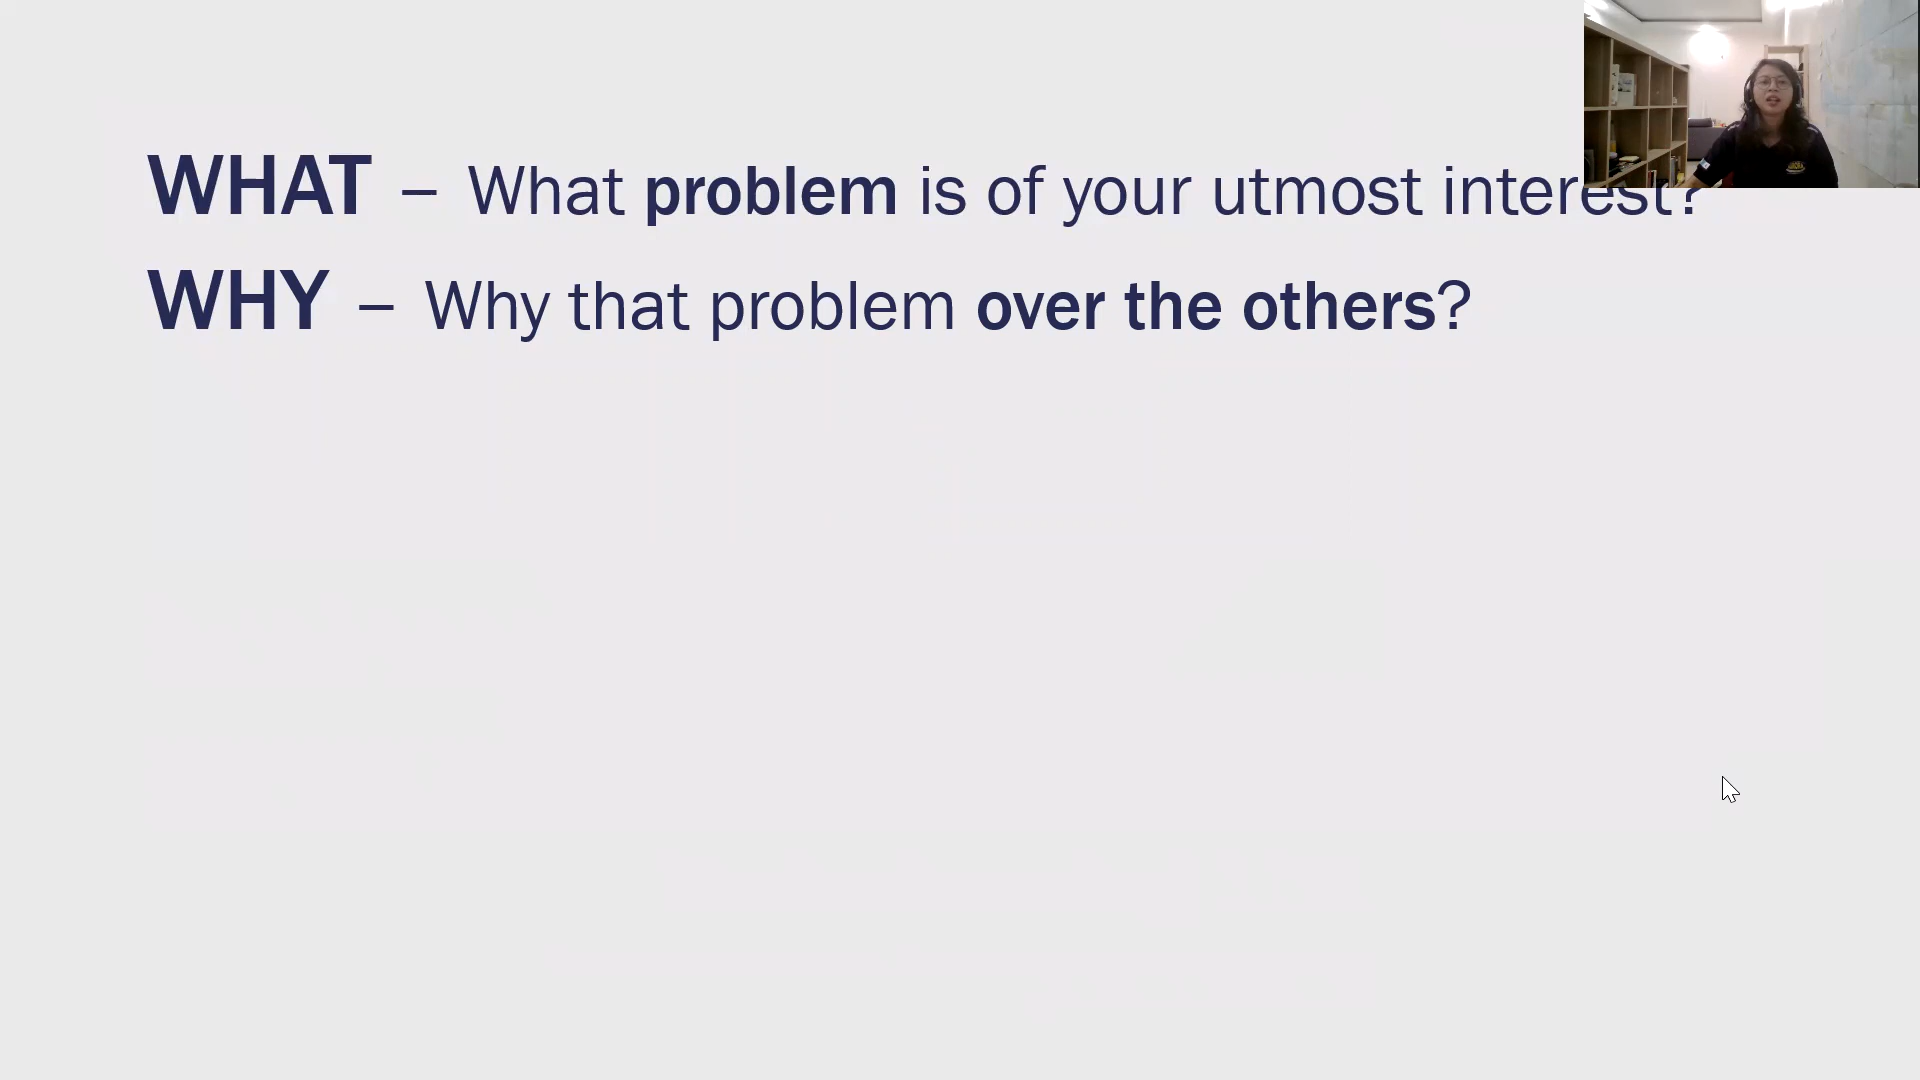 WHAT – What problem is of your utmost interest?
WHY – Why that problem over the others?